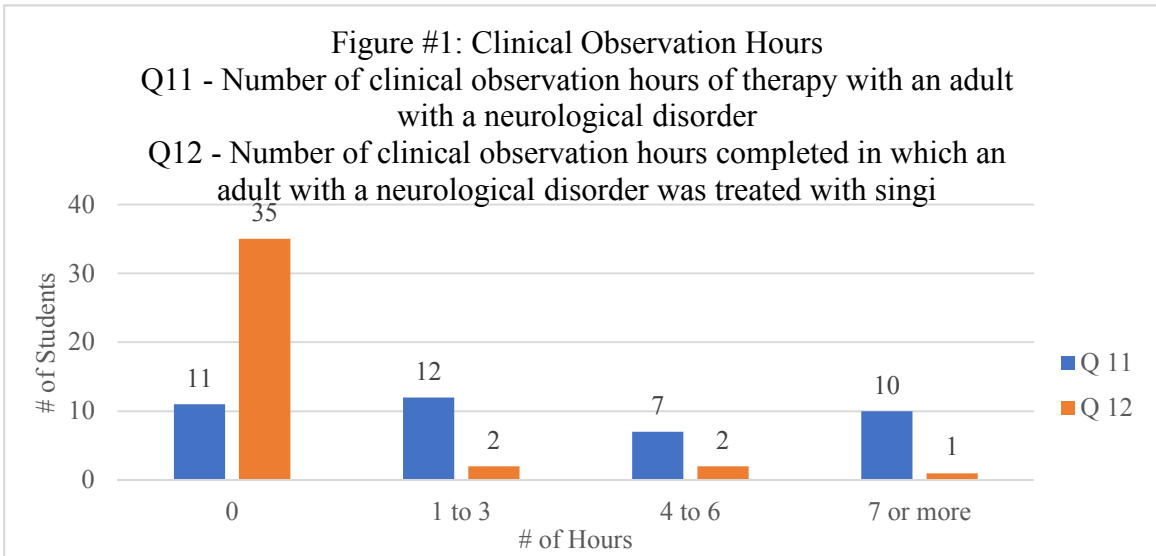 Figure #1: Clinical Observation Hours
Q11 - Number of clinical observation hours of therapy with an adult
with a neurological disorder
Q12 - Number of clinical observation hours completed in which an
adult with a neurological disorder was treated with singi
40
35
30
20
10
0
# of Students
11
35
12
2
7
2
10
1
0
1 to 3
4 to 6
7 or more
# of Hours
Q 11
Q 12